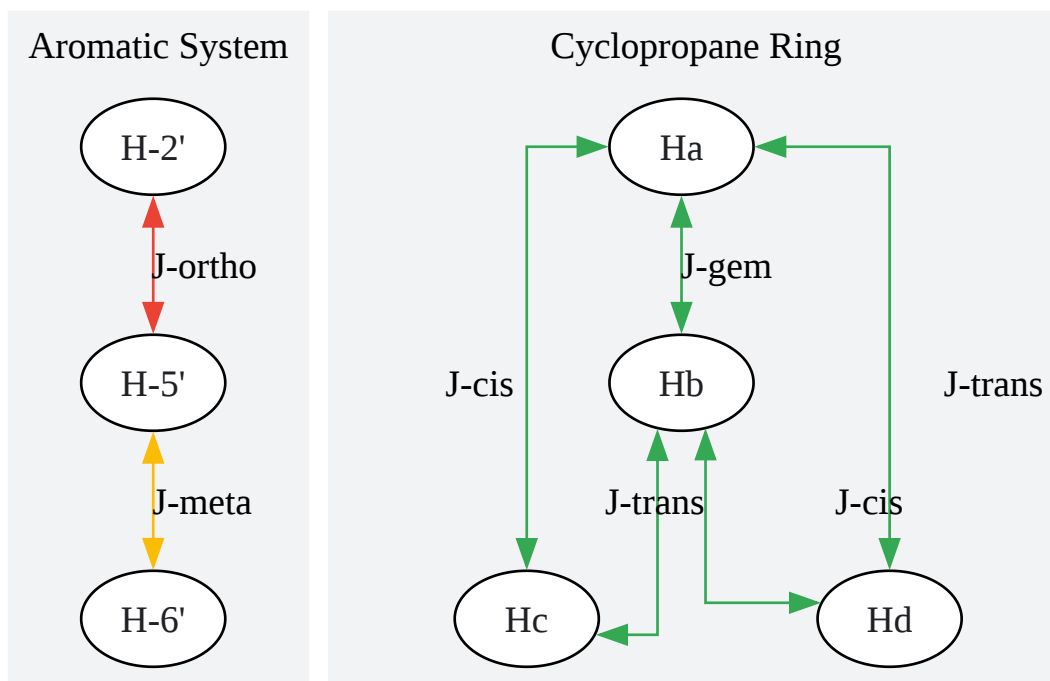 Aromatic System
H-2'
J-ortho
H-5'
J-meta
H-6'
Cyclopropane Ring
Ha
J-gem
J-cis
Hb
J-trans
J-trans
J-cis
Hc
Hd